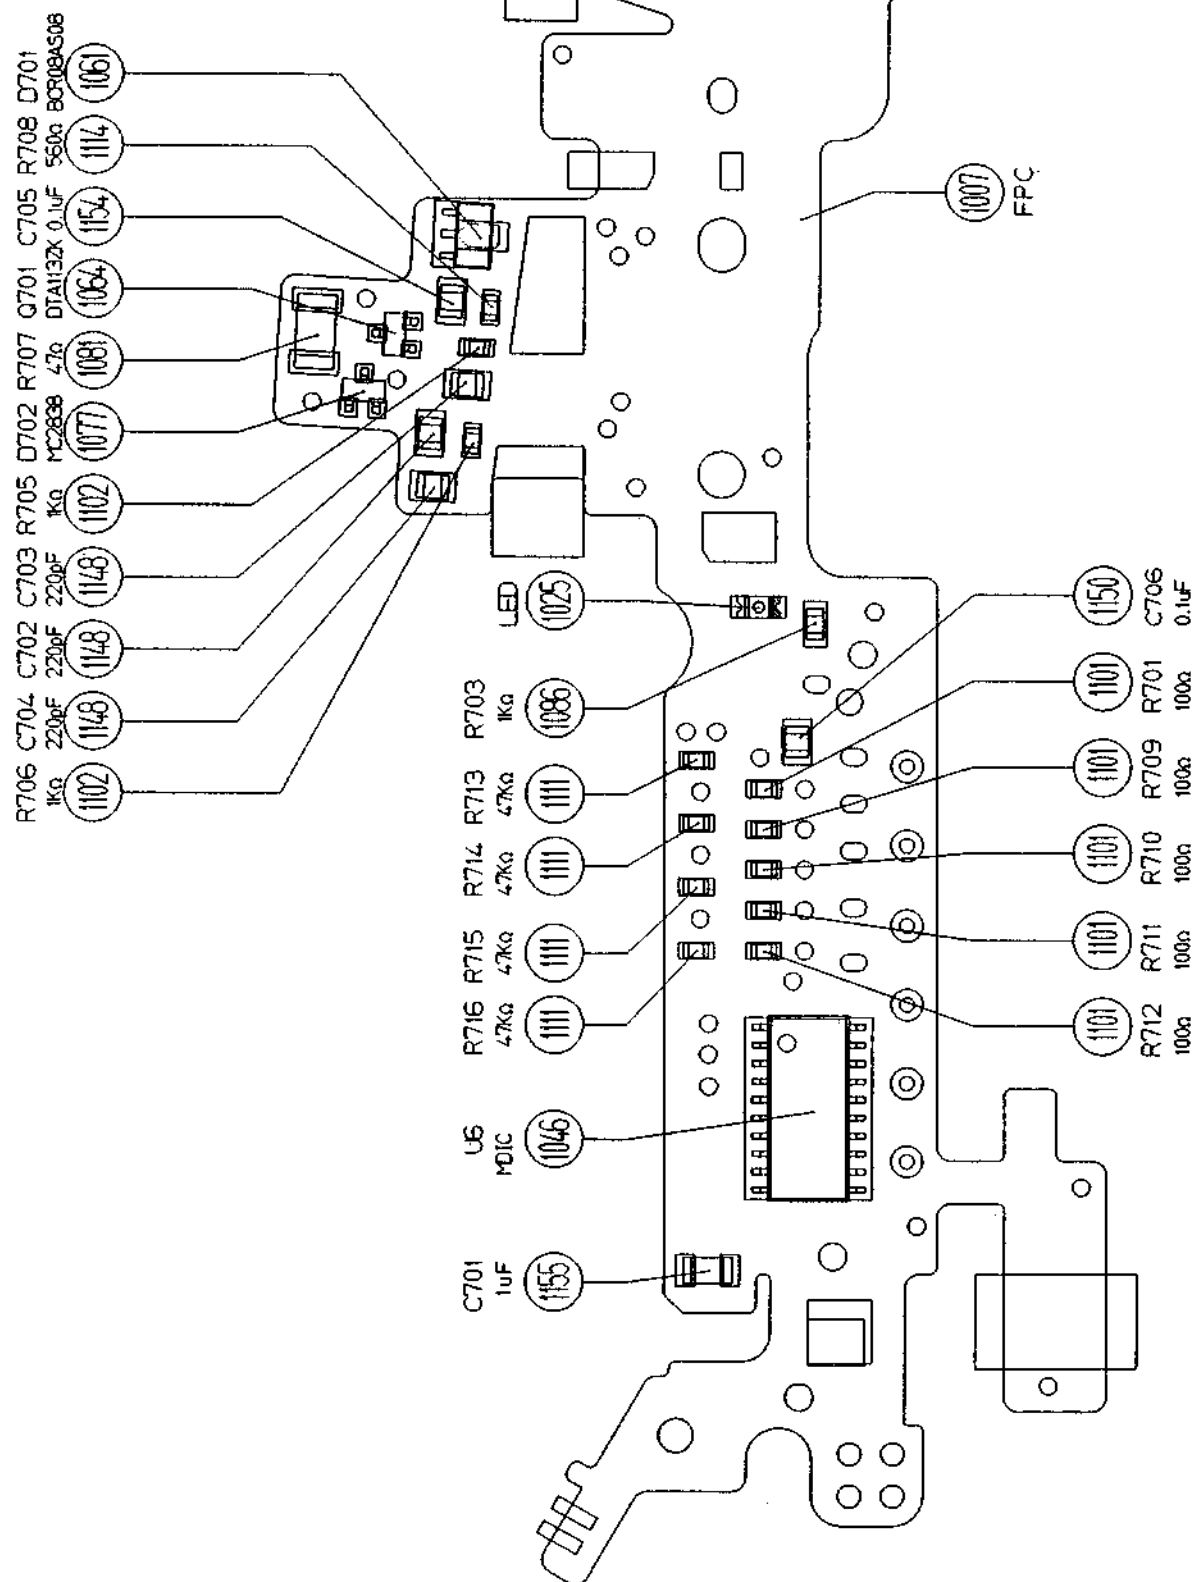 R706 C704 C702 C703 R705 D702 R707 Q701 C705 R708 D701
1KΩ 220pF 220pF 220pF 1KΩ MC2838 47Ω DTA113ZK 0.1uF 560Ω BCR08AS08
1102 1148 1148 1148 1102 1077 1081 1064 1154 1114 1061
C701 U6 R716 R715 R714 R713 R703 LED
1uF MDIC 47KΩ 47KΩ 47KΩ 47KΩ 1KΩ
1155 1046 1111 1111 1111 1111 1086 1025
1007
FPC
1101 1101 1101 1101 1101 1150
R712 R711 R710 R709 R701 C706
100Ω 100Ω 100Ω 100Ω 100Ω 0.1uF